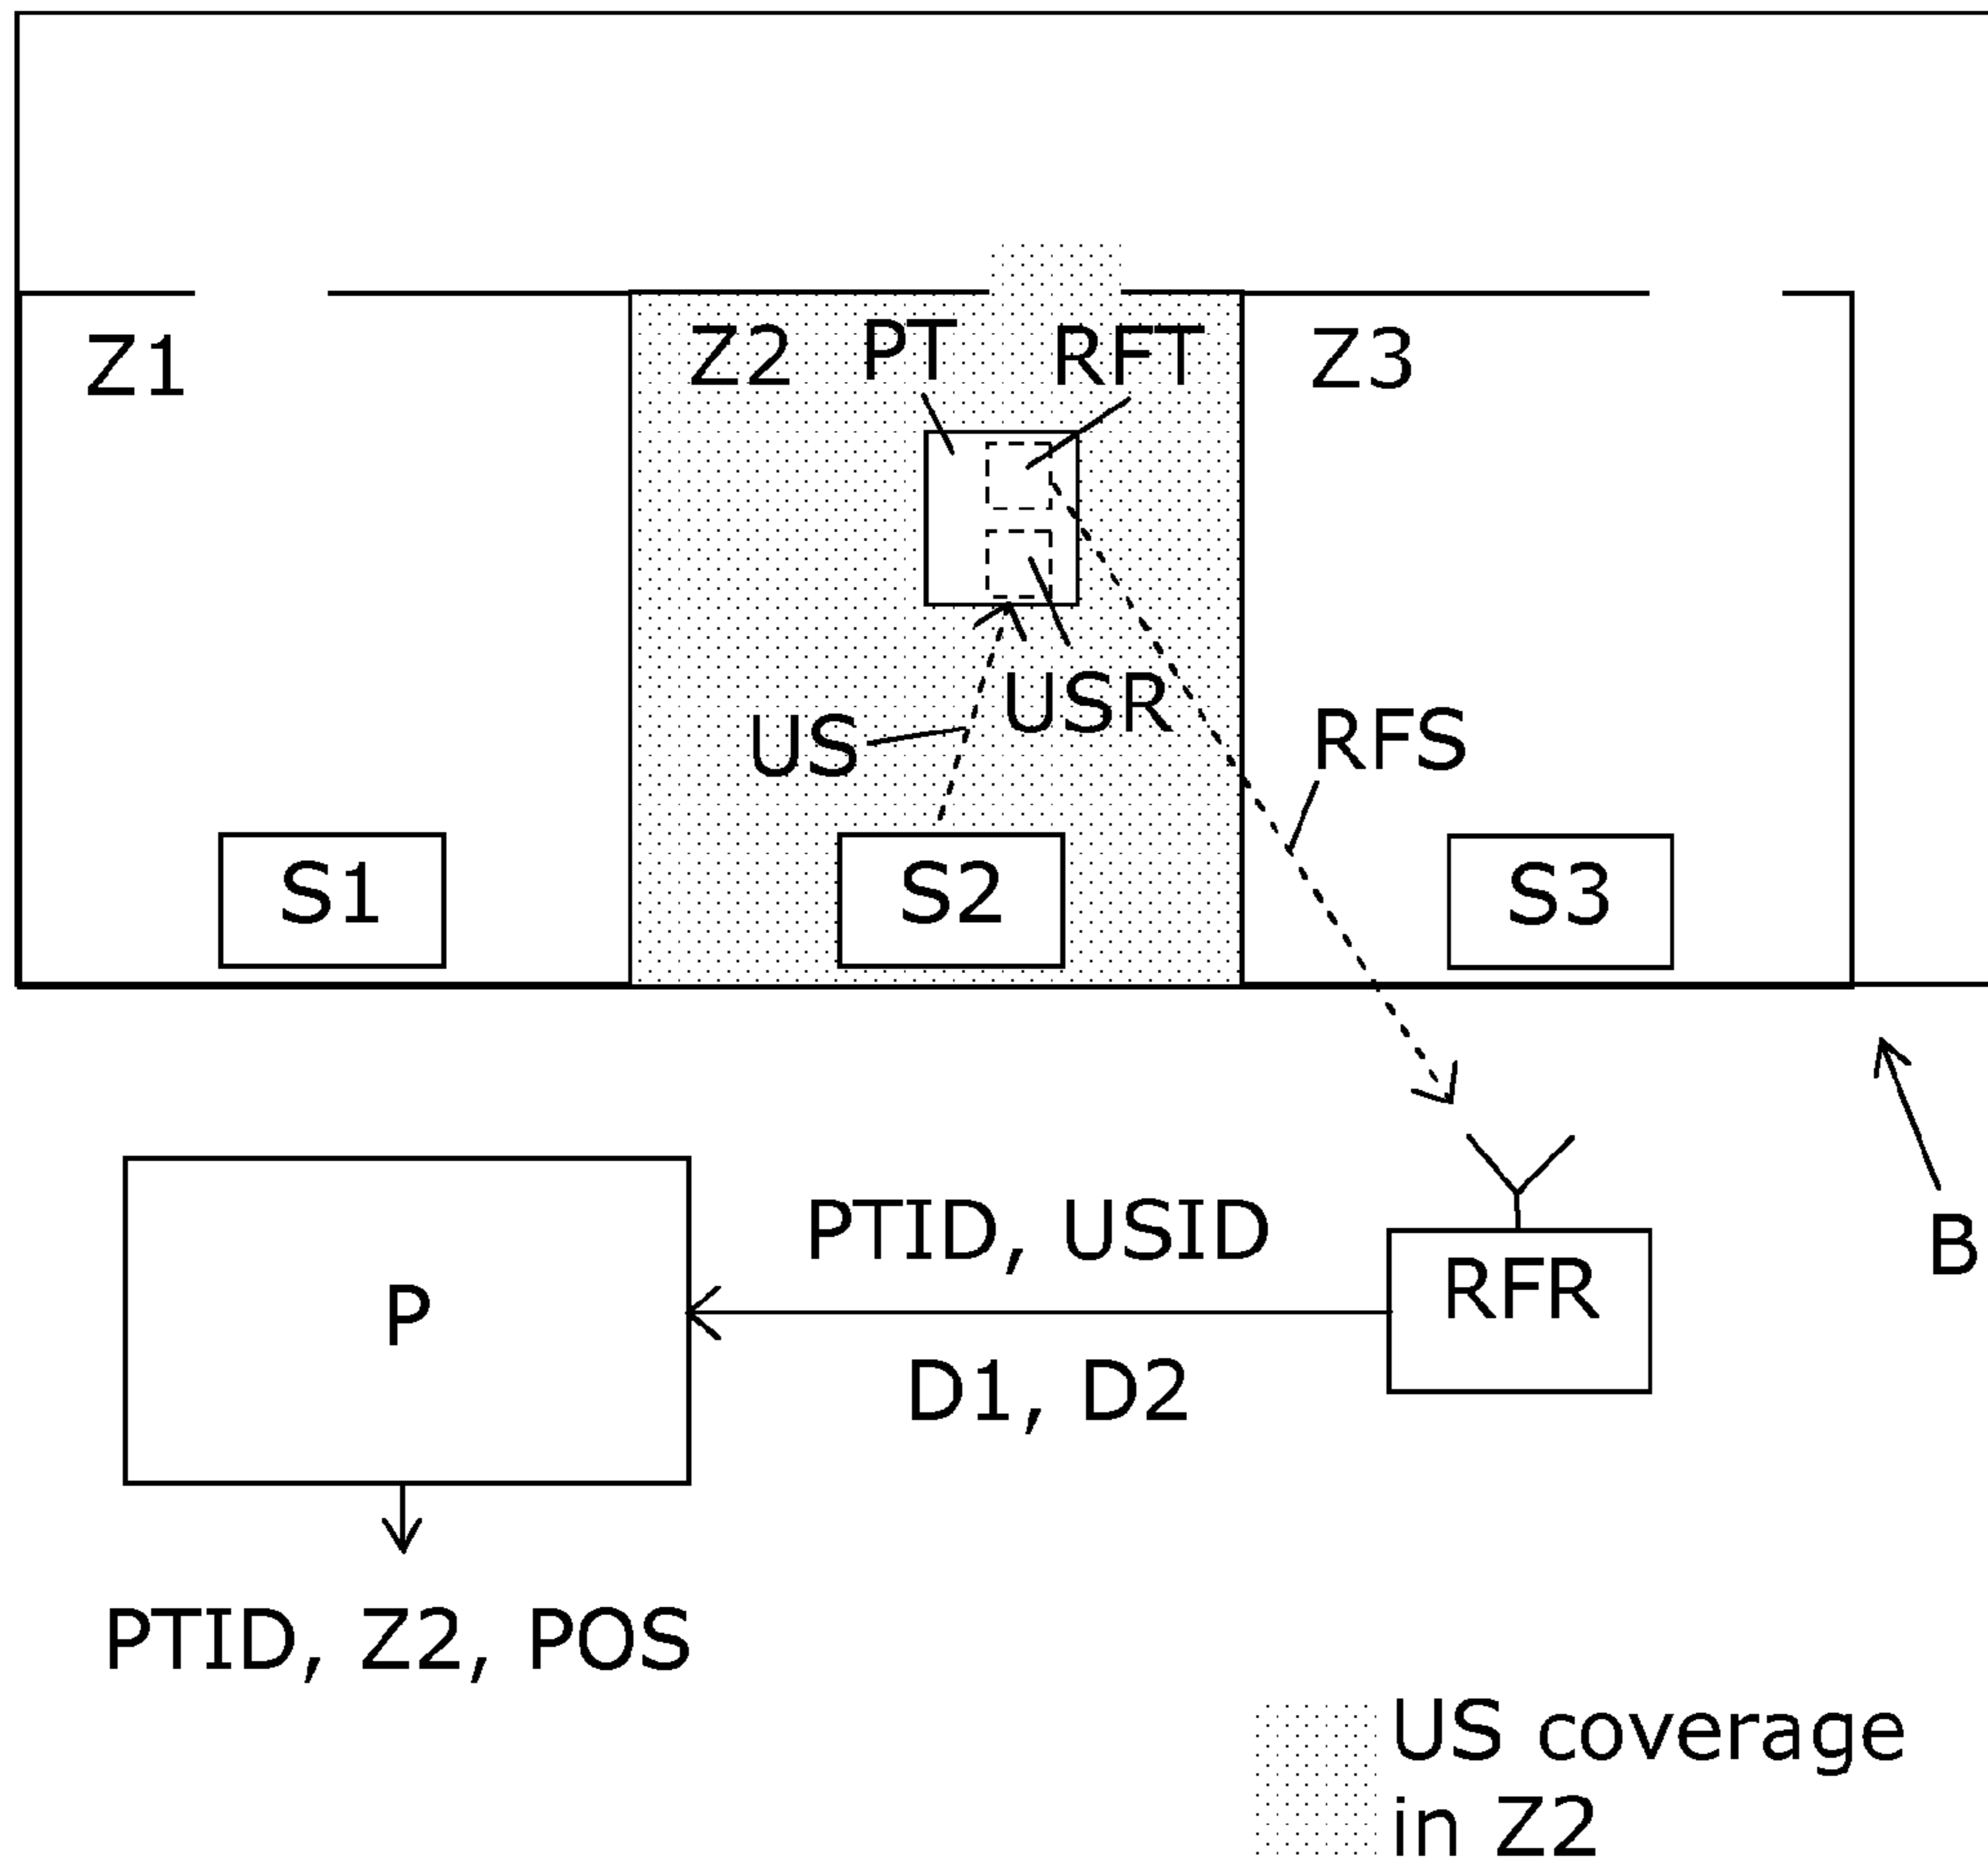 Z1
Z2
PT
RFT
Z3
USR
US
RFS
S1
S2
S3
B
PTID, USID
P
RFR
D1, D2
PTID, Z2, POS
US coverage
in Z2